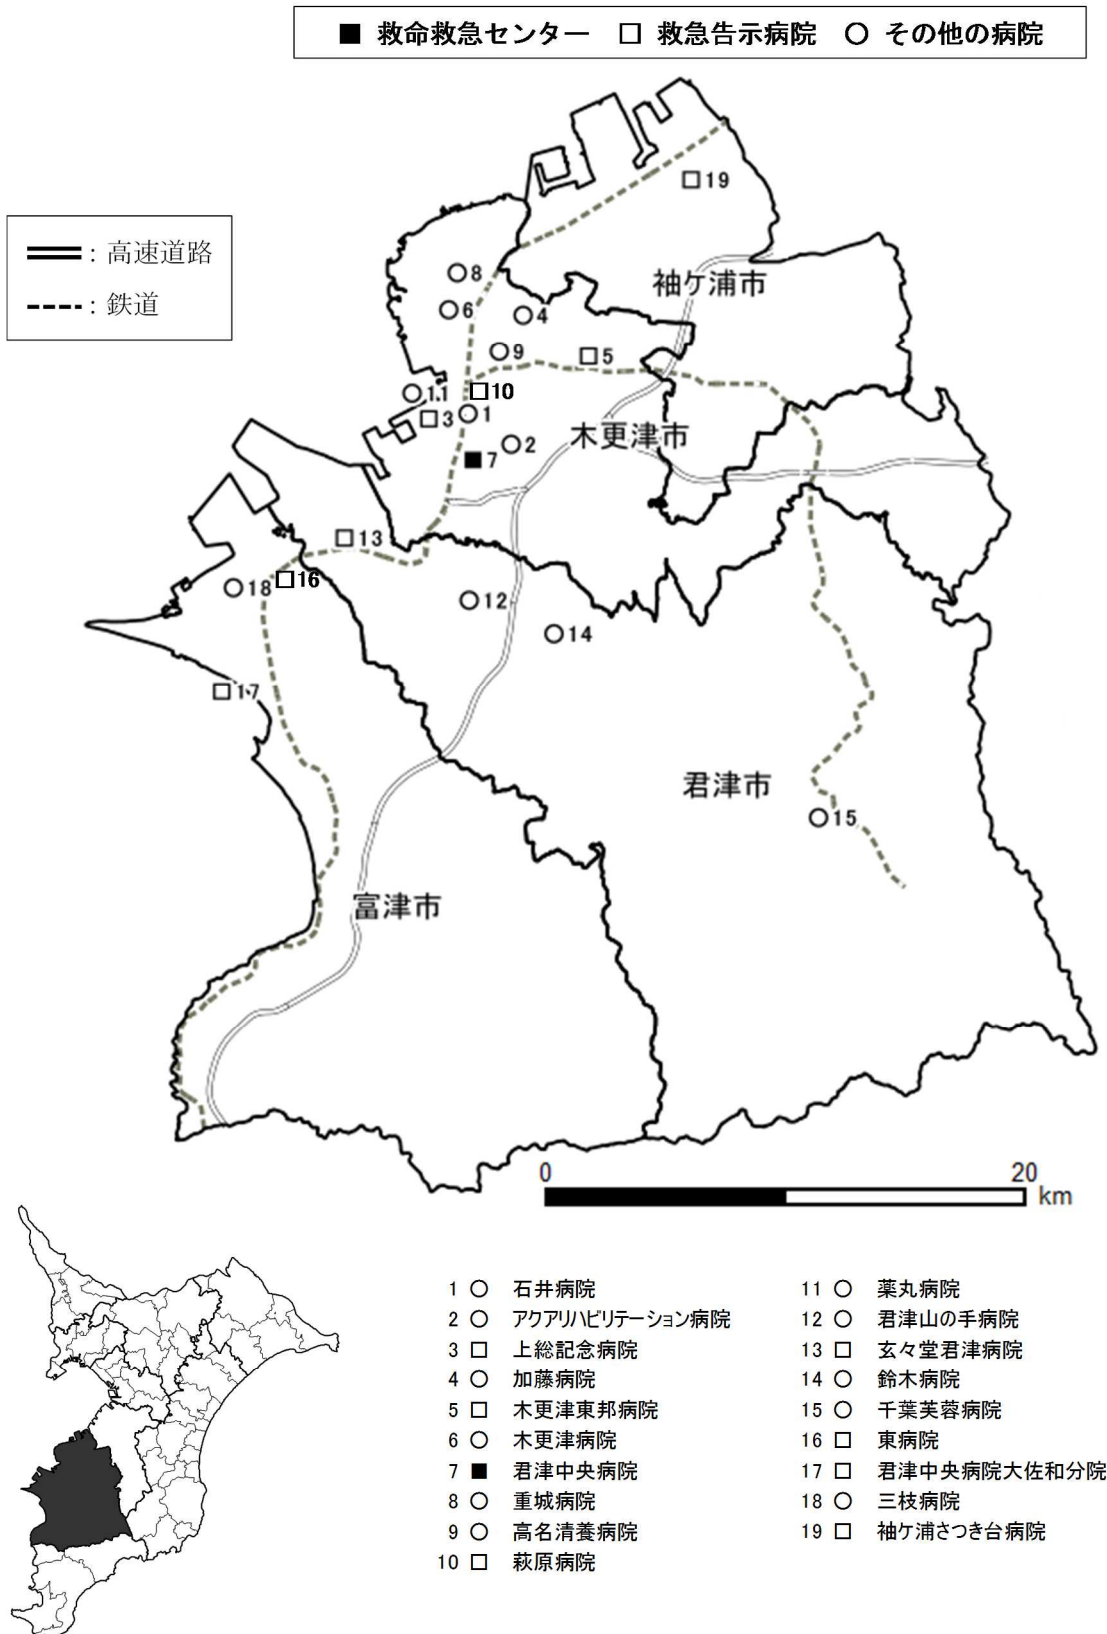 ■ 救命救急センター □ 救急告示病院 ○ その他の病院
□19
━━ : 高速道路
---- : 鉄道
袖ケ浦市
○8
○6
○4
○9
□5
○11
□10
□3
○1
木更津市
○2
■7
□13
□16
○18
○12
○14
□17
君津市
○15
富津市
0 20
km
1 ○ 石井病院
2 ○ アクアリハビリテーション病院
3 □ 上総記念病院
4 ○ 加藤病院
5 □ 木更津東邦病院
6 ○ 木更津病院
7 ■ 君津中央病院
8 ○ 重城病院
9 ○ 高名清養病院
10 □ 萩原病院
11 ○ 薬丸病院
12 ○ 君津山の手病院
13 □ 玄々堂君津病院
14 ○ 鈴木病院
15 ○ 千葉芙蓉病院
16 □ 東病院
17 □ 君津中央病院大佐和分院
18 ○ 三枝病院
19 □ 袖ケ浦さつき台病院